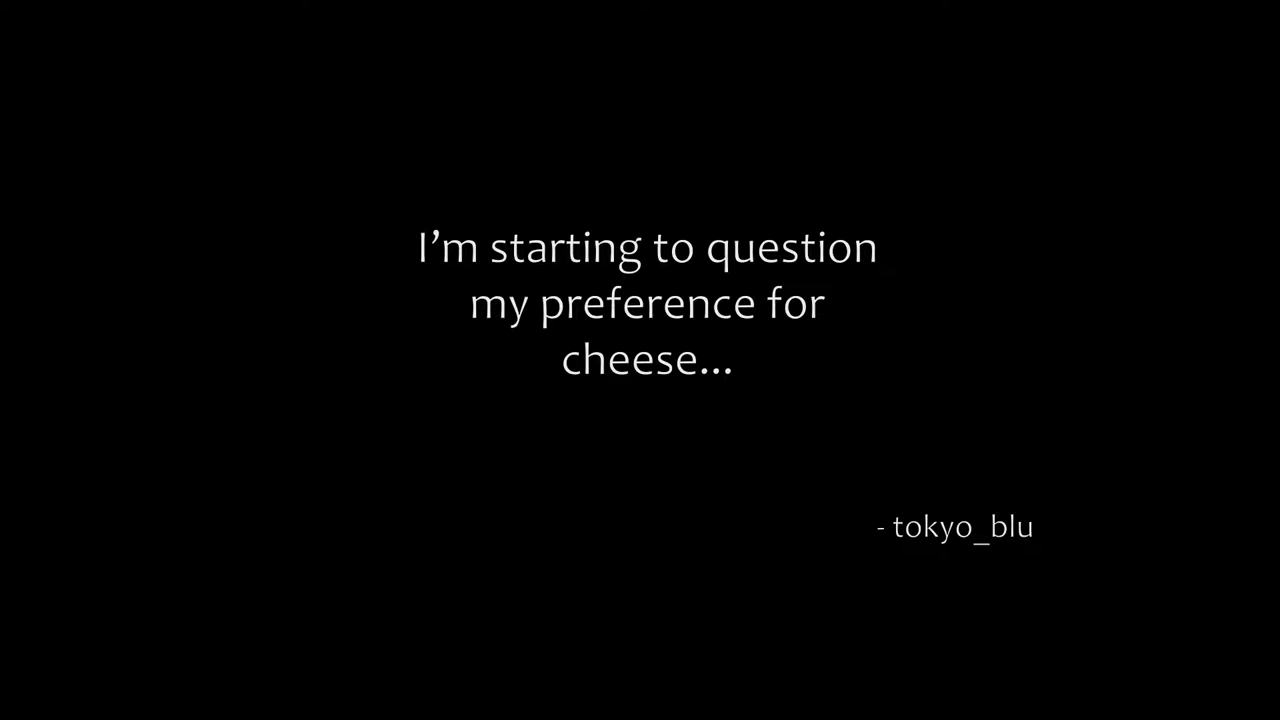 I’m starting to question
my preference for
cheese...
- tokyo_blu